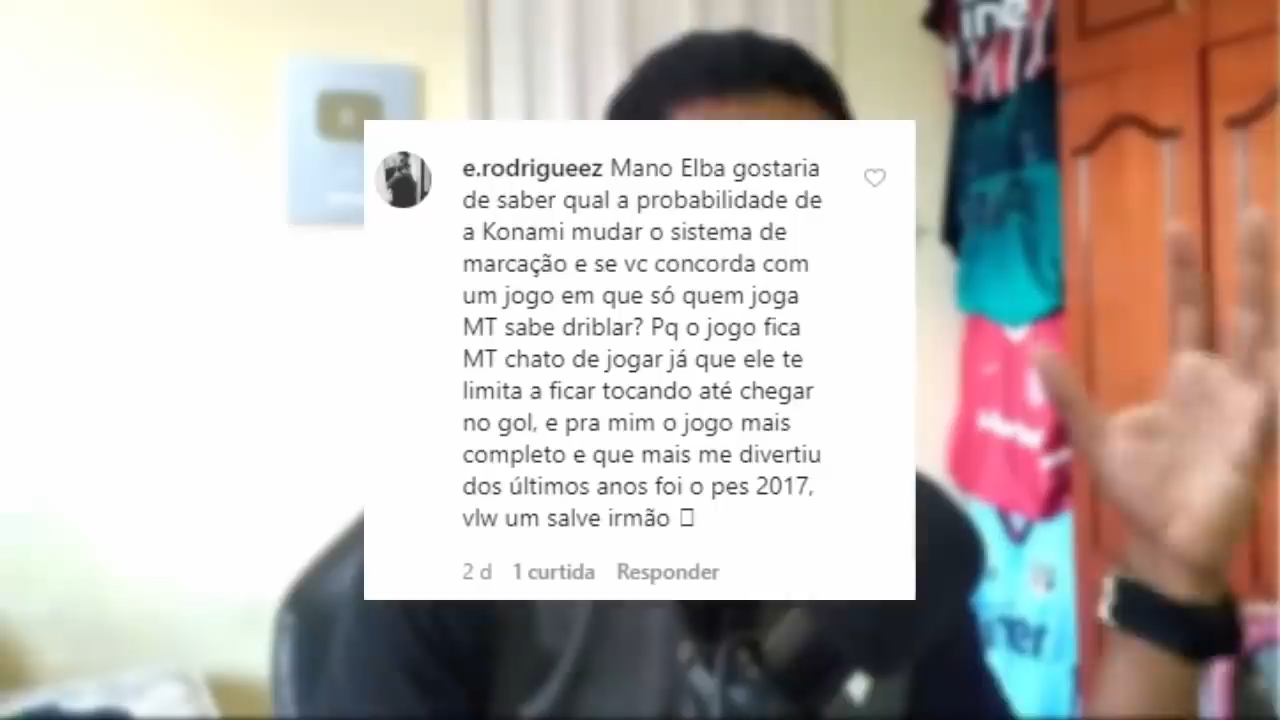 e.rodrigueez Mano Elba gostaria
de saber qual a probabilidade de
a Konami mudar o sistema de
marcação e se vc concorda com
um jogo em que só quem joga
MT sabe driblar? Pq o jogo fica
MT chato de jogar já que ele te
limita a ficar tocando até chegar
no gol, e pra mim o jogo mais
completo e que mais me divertiu
dos últimos anos foi o pes 2017,
vlw um salve irmão
2 d 1 curtida Responder